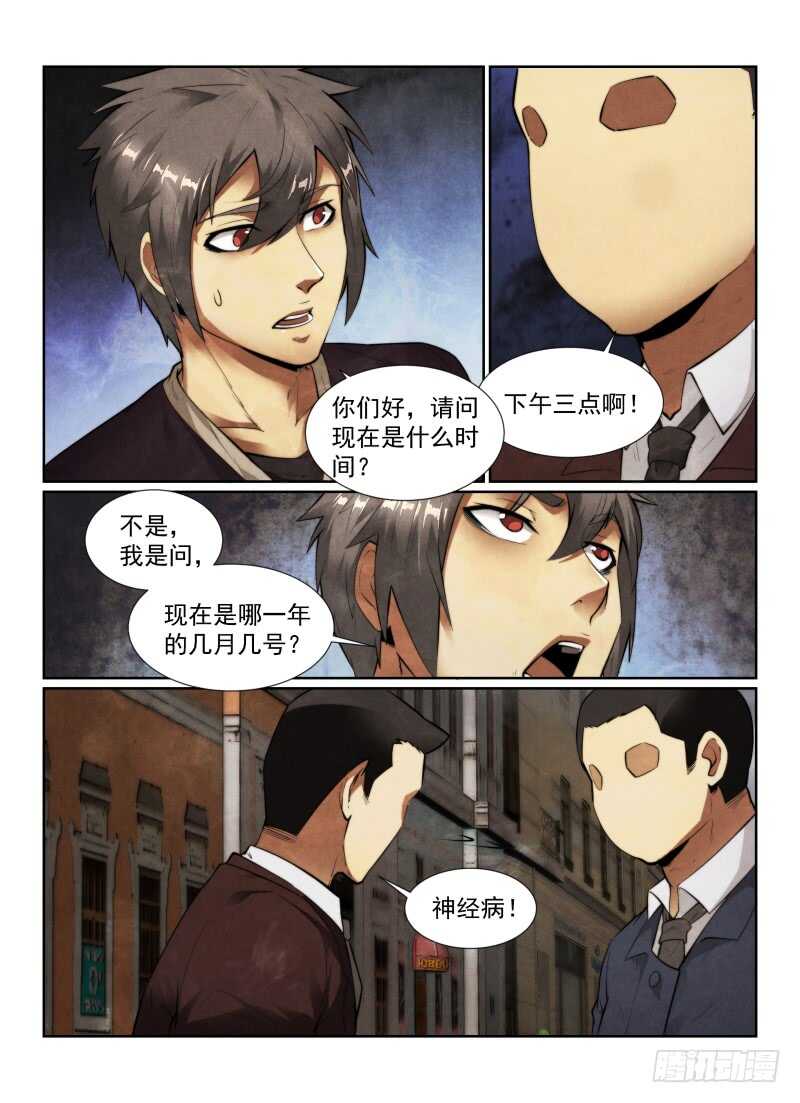 你们好，请问
现在是什么时
间？
下午三点啊！
不是，
我是问，
现在是哪一年
的几月几号？
神经病！
腾讯动漫